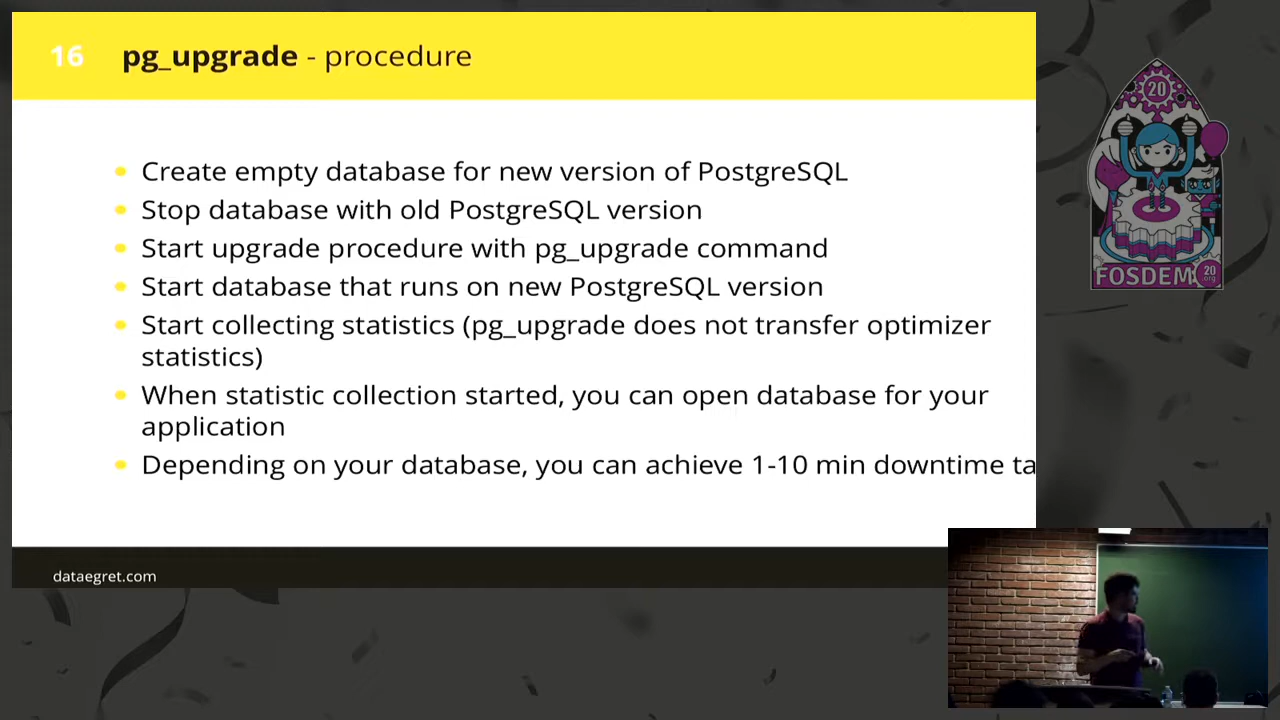 16 pg_upgrade - procedure
Create empty database for new version of PostgreSQL
Stop database with old PostgreSQL version
Start upgrade procedure with pg_upgrade command
Start database that runs on new PostgreSQL version
Start collecting statistics (pg_upgrade does not transfer optimizer
statistics)
When statistic collection started, you can open database for your
application
Depending on your database, you can achieve 1-10 min downtime ta
dataegret.com
20
FOSDEM
20
.org